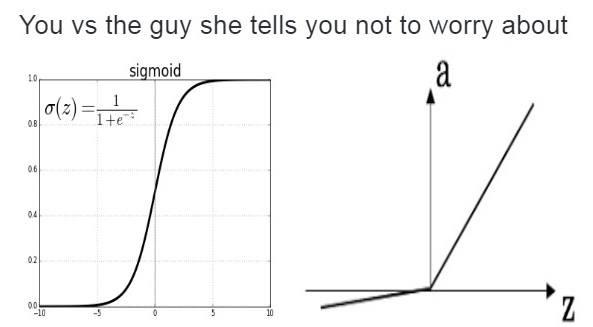 You vs the guy she tells you not to worry about
sigmoid
σ(z) = 1 / 1+e^-z
1.0
0.8
0.6
0.4
0.2
0.0
-10 -5 0 5 10
a
z